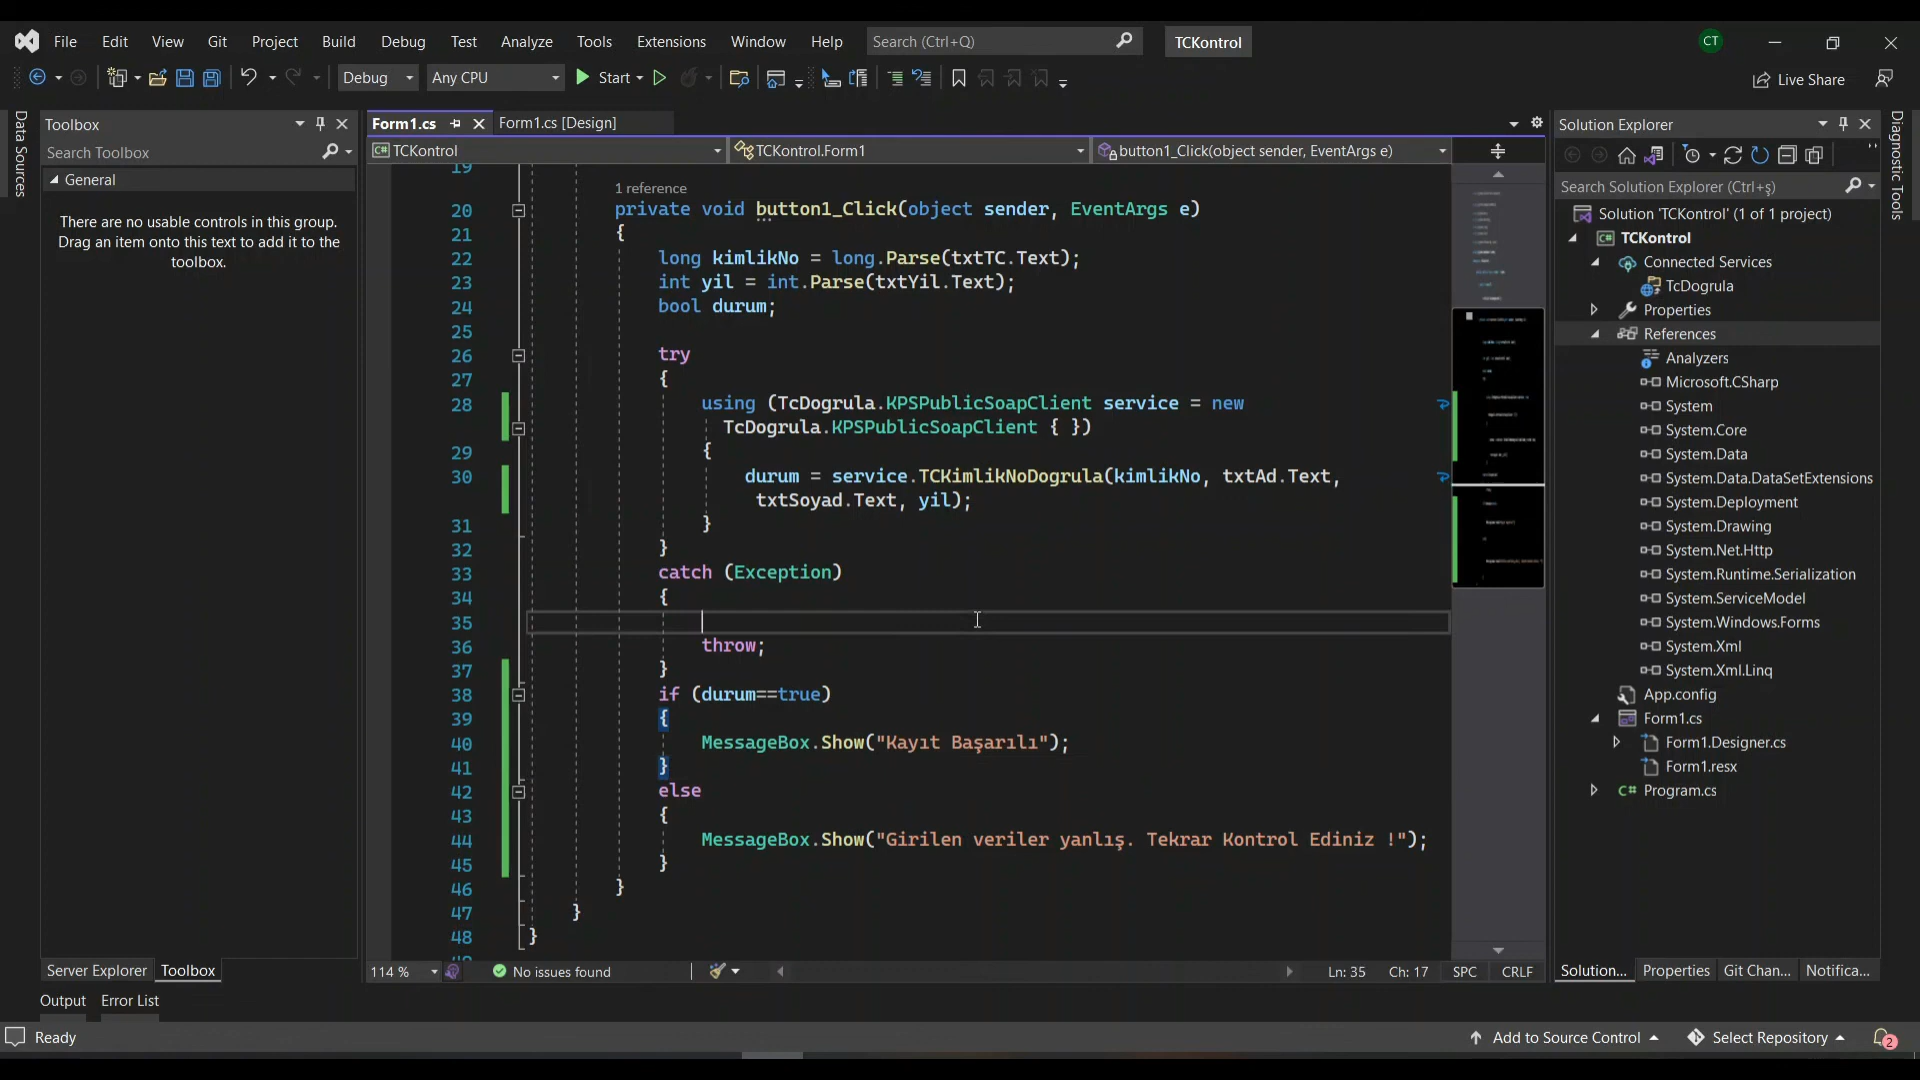 File Edit View Git Project Build Debug Test Analyze Tools Extensions Window Help Search (Ctrl+Q) TCKontrol CT
Debug Any CPU Start Live Share
Data Sources
Toolbox
Search Toolbox
General
There are no usable controls in this group.
Drag an item onto this text to add it to the
toolbox.
Server Explorer Toolbox
Output Error List
Form1.cs Form1.cs [Design]
TCKontrol TCKontrol.Form1 button1_Click(object sender, EventArgs e)
19
1 reference
20 private void button1_Click(object sender, EventArgs e)
21 {
22 long kimlikNo = long.Parse(txtTC.Text);
23 int yil = int.Parse(txtYil.Text);
24 bool durum;
25
26 try
27 {
28 using (TcDogrula.KPSPublicSoapClient service = new
TcDogrula.KPSPublicSoapClient { })
29 {
30 durum = service.TCKimlikNoDogrula(kimlikNo, txtAd.Text,
txtSoyad.Text, yil);
31 }
32 }
33 catch (Exception)
34 {
35
36 throw;
37 }
38 if (durum==true)
39 {
40 MessageBox.Show("Kayıt Başarılı");
41 }
42 else
43 {
44 MessageBox.Show("Girilen veriler yanlış. Tekrar Kontrol Ediniz !");
45 }
46 }
47 }
48 }
114 % No issues found Ln: 35 Ch: 17 SPC CRLF
Solution Explorer
Search Solution Explorer (Ctrl+ş)
Solution 'TCKontrol' (1 of 1 project)
TCKontrol
Connected Services
TcDogrula
Properties
References
Analyzers
Microsoft.CSharp
System
System.Core
System.Data
System.Data.DataSetExtensions
System.Deployment
System.Drawing
System.Net.Http
System.Runtime.Serialization
System.ServiceModel
System.Windows.Forms
System.Xml
System.Xml.Linq
App.config
Form1.cs
Form1.Designer.cs
Form1.resx
C# Program.cs
Solution... Properties Git Chan... Notifica...
Diagnostic Tools
Ready Add to Source Control Select Repository 2